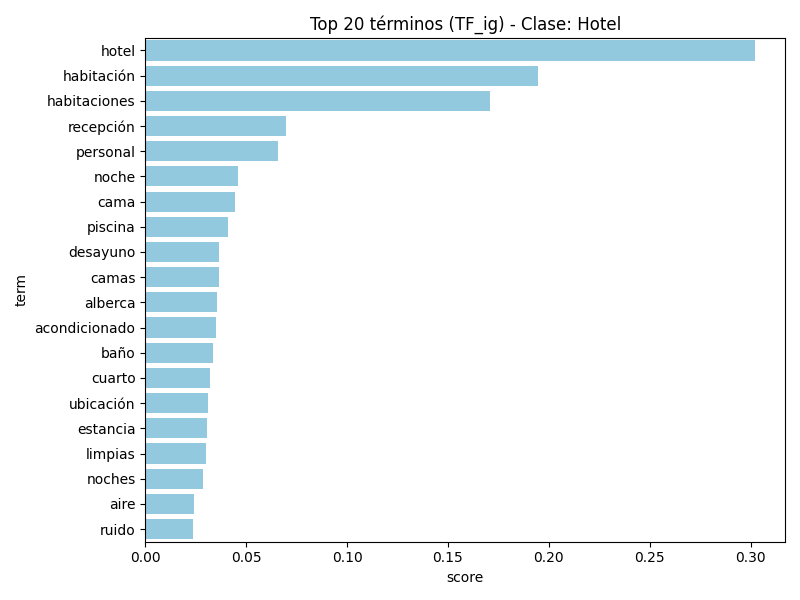 Top 20 términos (TF_ig) - Clase: Hotel
term
hotel
habitación
habitaciones
recepción
personal
noche
cama
piscina
desayuno
camas
alberca
acondicionado
baño
cuarto
ubicación
estancia
limpias
noches
aire
ruido
0.00 0.05 0.10 0.15 0.20 0.25 0.30
score